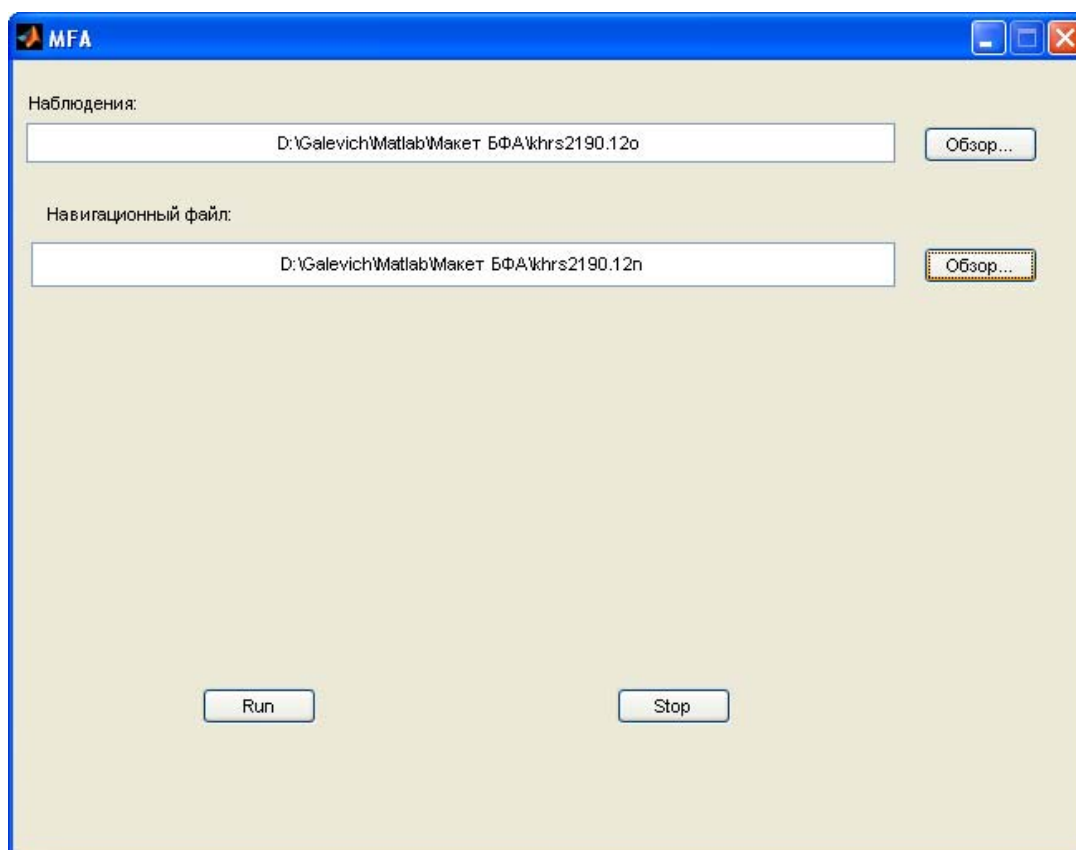 MFA
Наблюдения:
D:\Galevich\Matlab\Макет БФА\khrs2190.12o
Обзор...
Навигационный файл:
D:\Galevich\Matlab\Макет БФА\khrs2190.12n
Обзор...
Run
Stop